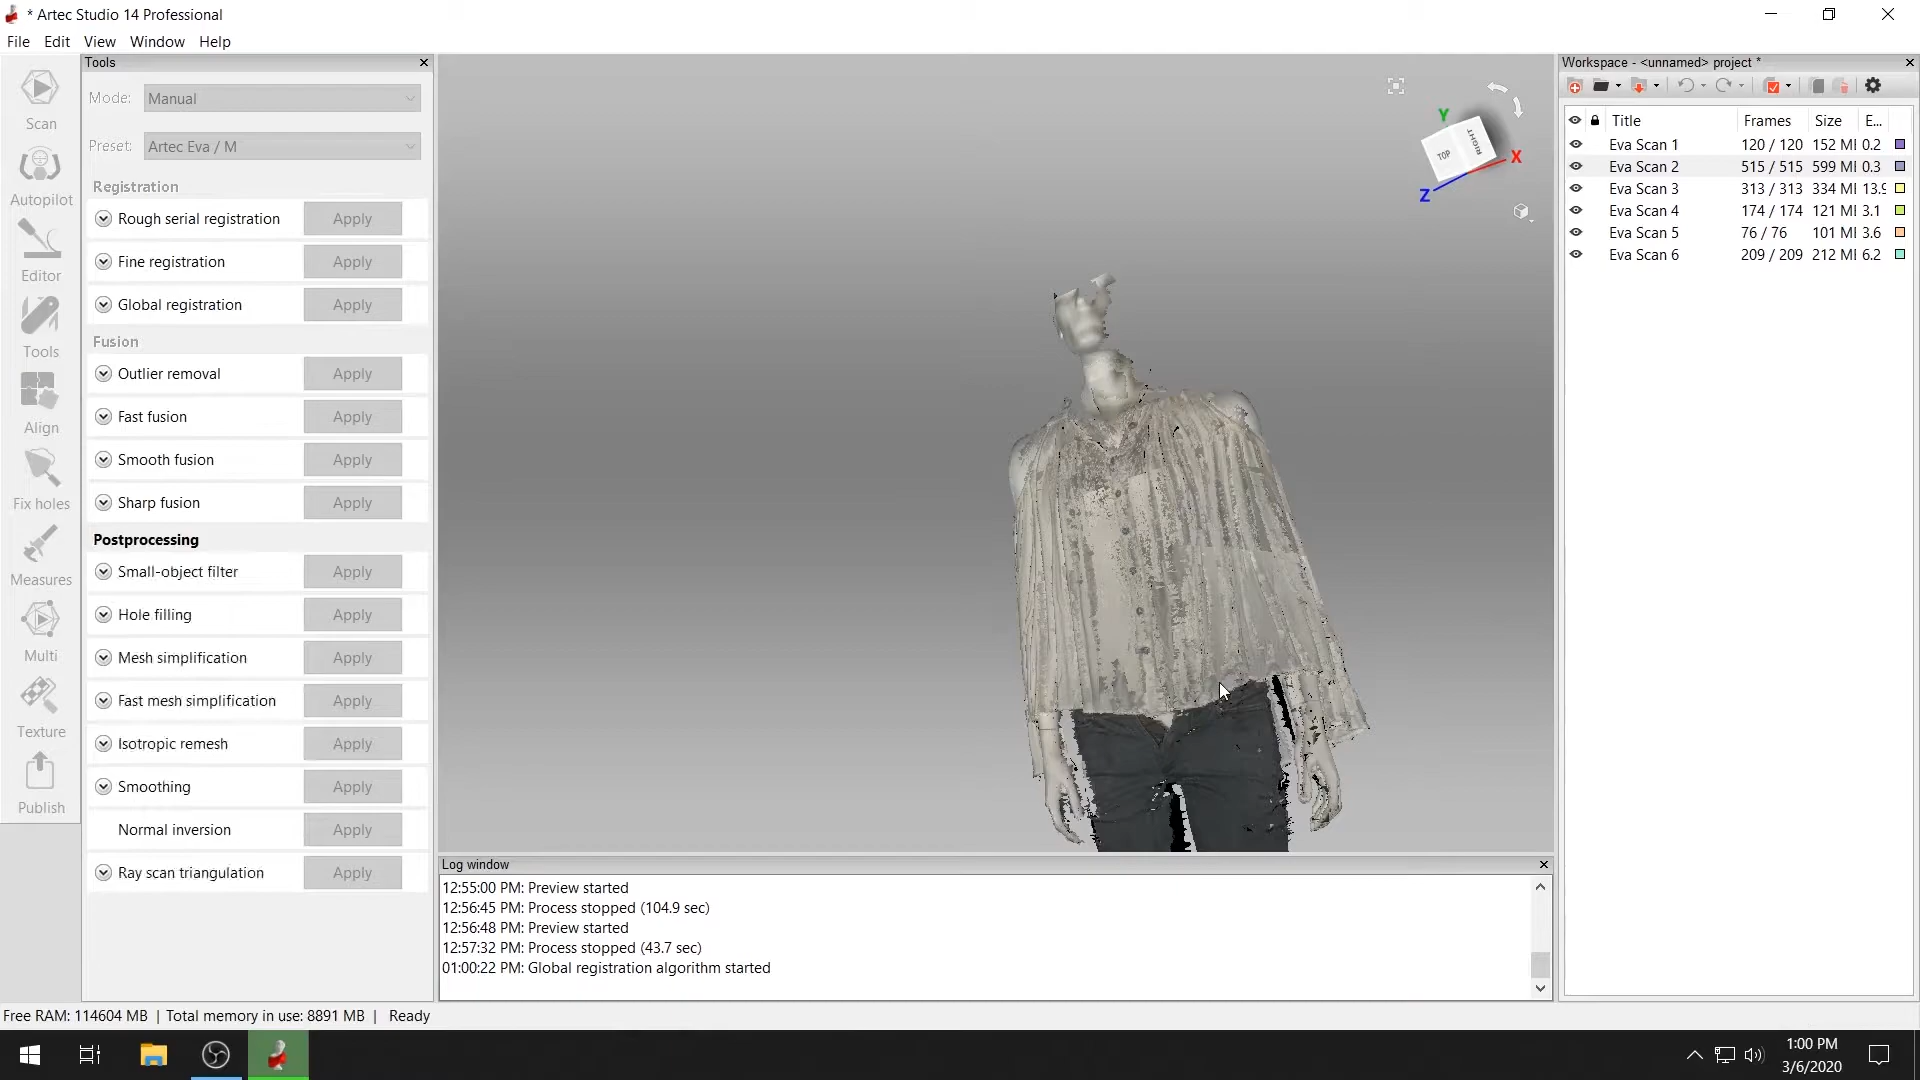 * Artec Studio 14 Professional
File Edit View Window Help
Tools
Mode: Manual
Preset: Artec Eva / M
Registration
Rough serial registration Apply
Fine registration Apply
Global registration Apply
Fusion
Outlier removal Apply
Fast fusion Apply
Smooth fusion Apply
Sharp fusion Apply
Postprocessing
Small-object filter Apply
Hole filling Apply
Mesh simplification Apply
Fast mesh simplification Apply
Isotropic remesh Apply
Smoothing Apply
Normal inversion Apply
Ray scan triangulation Apply
Scan
Autopilot
Editor
Tools
Align
Fix holes
Measures
Multi
Texture
Publish
Y
TOP
RIGHT
X
Z
Workspace - <unnamed> project *
Title Frames Size E...
Eva Scan 1 120 / 120 152 MI 0.2
Eva Scan 2 515 / 515 599 MI 0.3
Eva Scan 3 313 / 313 334 MI 13.9
Eva Scan 4 174 / 174 121 MI 3.1
Eva Scan 5 76 / 76 101 MI 3.6
Eva Scan 6 209 / 209 212 MI 6.2
Log window
12:55:00 PM: Preview started
12:56:45 PM: Process stopped (104.9 sec)
12:56:48 PM: Preview started
12:57:32 PM: Process stopped (43.7 sec)
01:00:22 PM: Global registration algorithm started
Free RAM: 114604 MB | Total memory in use: 8891 MB | Ready
1:00 PM
3/6/2020